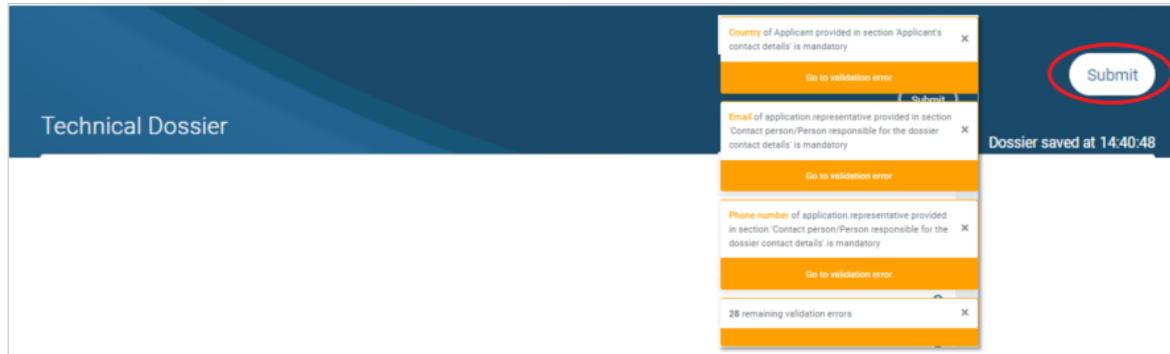 Country of Applicant provided in section 'Applicant's
contact details' is mandatory
×
Go to validation error
Submit
Submit
Technical Dossier
Email of application.representative provided in section
'Contact person/Person responsible for the dossier
contact details' is mandatory
×
Go to validation error
Dossier saved at 14:40:48
Phone number of application.representative provided
in section 'Contact person/Person responsible for the
dossier contact details' is mandatory
×
Go to validation error
28 remaining validation errors
×